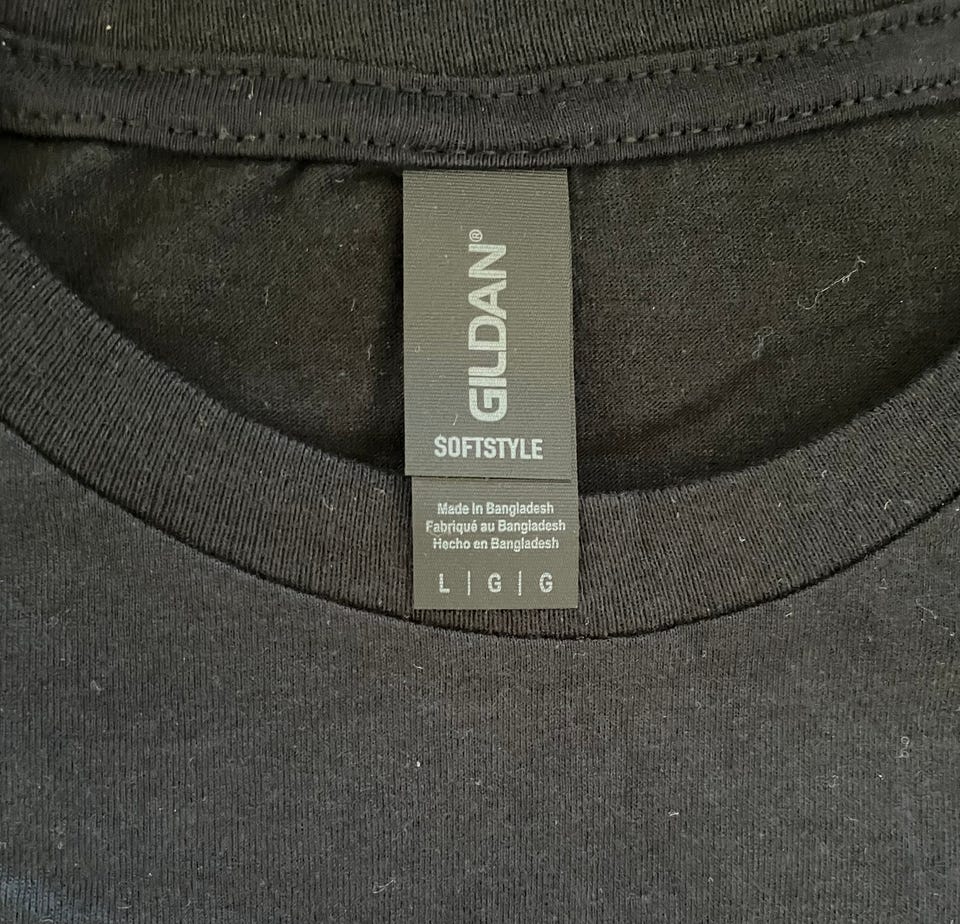 GILDAN®
SOFTSTYLE
Made In Bangladesh
Fabriqué au Bangladesh
Hecho en Bangladesh
L | G | G